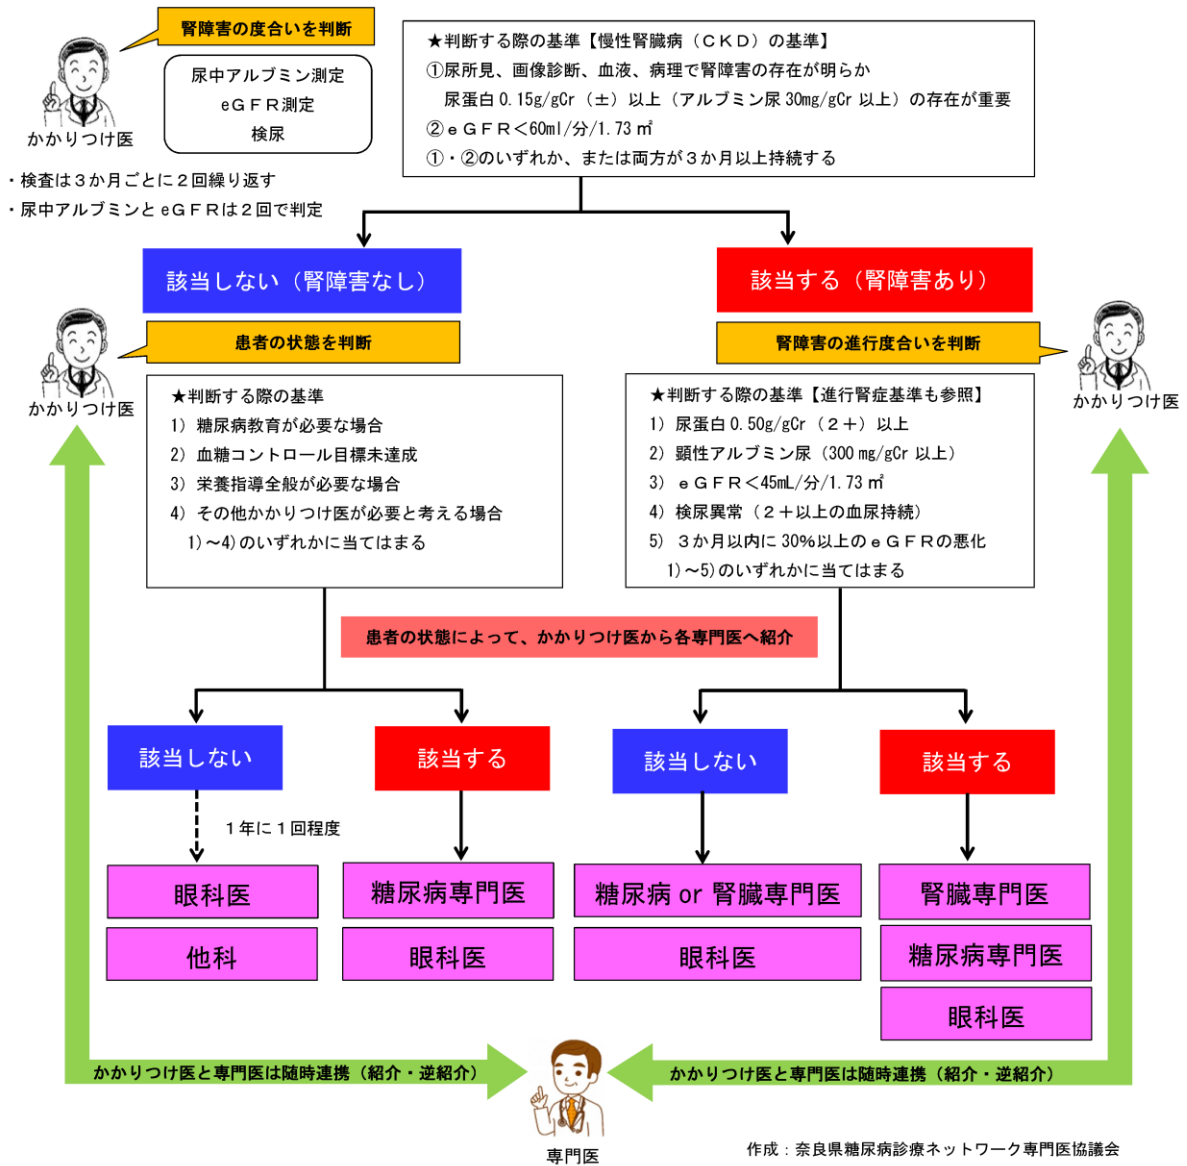 腎障害の度合いを判断
尿中アルブミン測定
eGFR測定
検尿
かかりつけ医
・検査は３か月ごとに２回繰り返す
・尿中アルブミンとeGFRは２回で判定
★判断する際の基準【慢性腎臓病（ＣＫＤ）の基準】
①尿所見、画像診断、血液、病理で腎障害の存在が明らか
尿蛋白0.15g/gCr（±）以上（アルブミン尿30mg/gCr以上）の存在が重要
②ｅＧＦＲ＜60ml/分/1.73㎡
①・②のいずれか、または両方が３か月以上持続する
該当しない（腎障害なし）
該当する（腎障害あり）
患者の状態を判断
かかりつけ医
★判断する際の基準
1）糖尿病教育が必要な場合
2）血糖コントロール目標未達成
3）栄養指導全般が必要な場合
4）その他かかりつけ医が必要と考える場合
1)～4)のいずれかに当てはまる
腎障害の進行度合いを判断
かかりつけ医
★判断する際の基準【進行腎症基準も参照】
1）尿蛋白0.50g/gCr（２＋）以上
2）顕性アルブミン尿（300mg/gCr以上）
3）ｅＧＦＲ＜45mL/分/1.73㎡
4）検尿異常（２＋以上の血尿持続）
5）３か月以内に30％以上のｅＧＦＲの悪化
1)～5)のいずれかに当てはまる
患者の状態によって、かかりつけ医から各専門医へ紹介
該当しない
該当する
該当しない
該当する
１年に１回程度
眼科医
他科
糖尿病専門医
眼科医
糖尿病 or 腎臓専門医
眼科医
腎臓専門医
糖尿病専門医
眼科医
かかりつけ医と専門医は随時連携（紹介・逆紹介）
かかりつけ医と専門医は随時連携（紹介・逆紹介）
専門医
作成：奈良県糖尿病診療ネットワーク専門医協議会